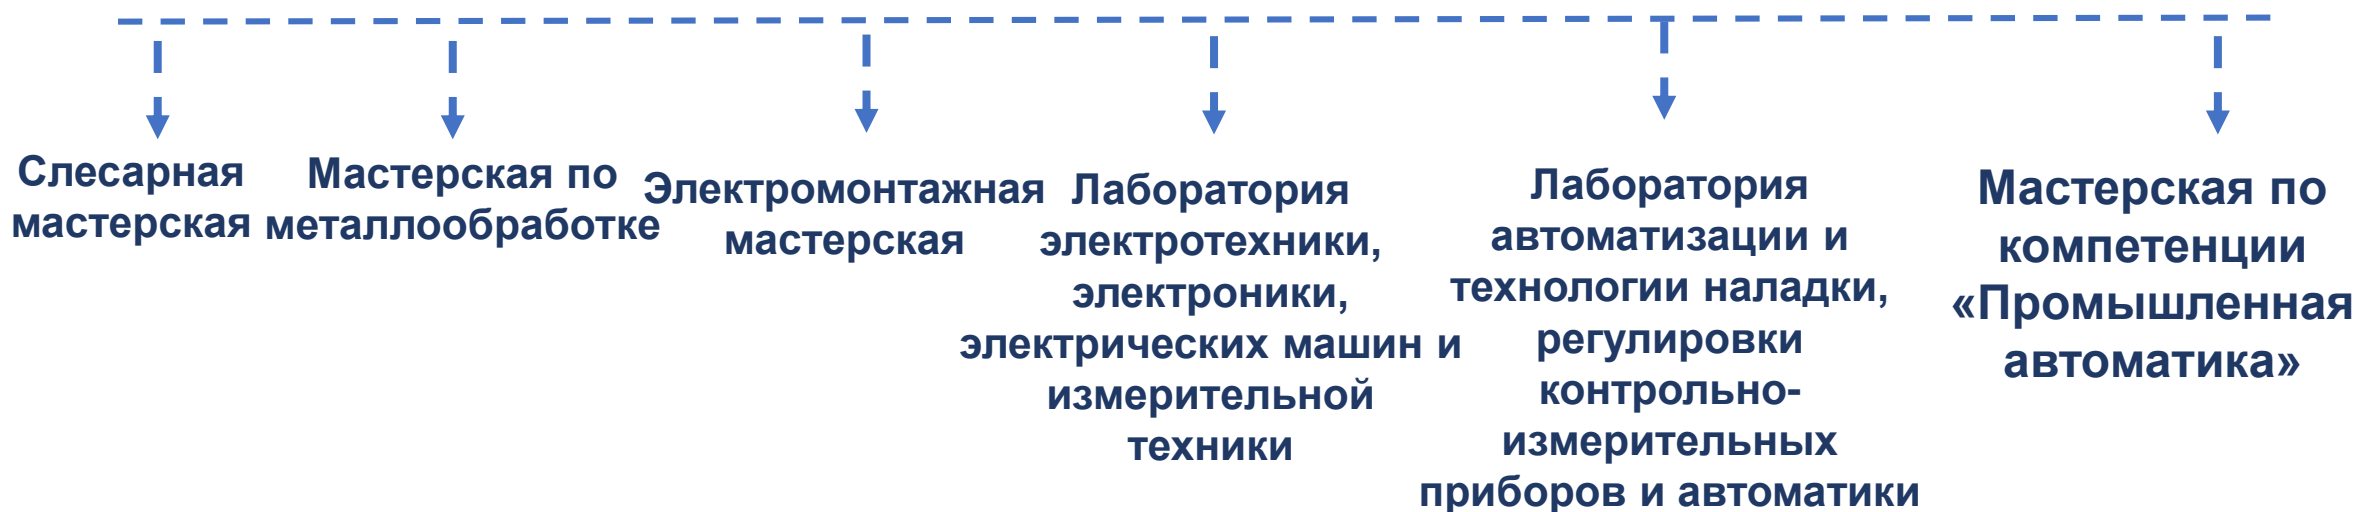 Слесарная
мастерская
Мастерская по
металлообработке
Электромонтажная
мастерская
Лаборатория
электротехники,
электроники,
электрических машин и
измерительной
техники
Лаборатория
автоматизации и
технологии наладки,
регулировки
контрольно-
измерительных
приборов и автоматики
Мастерская по
компетенции
«Промышленная
автоматика»